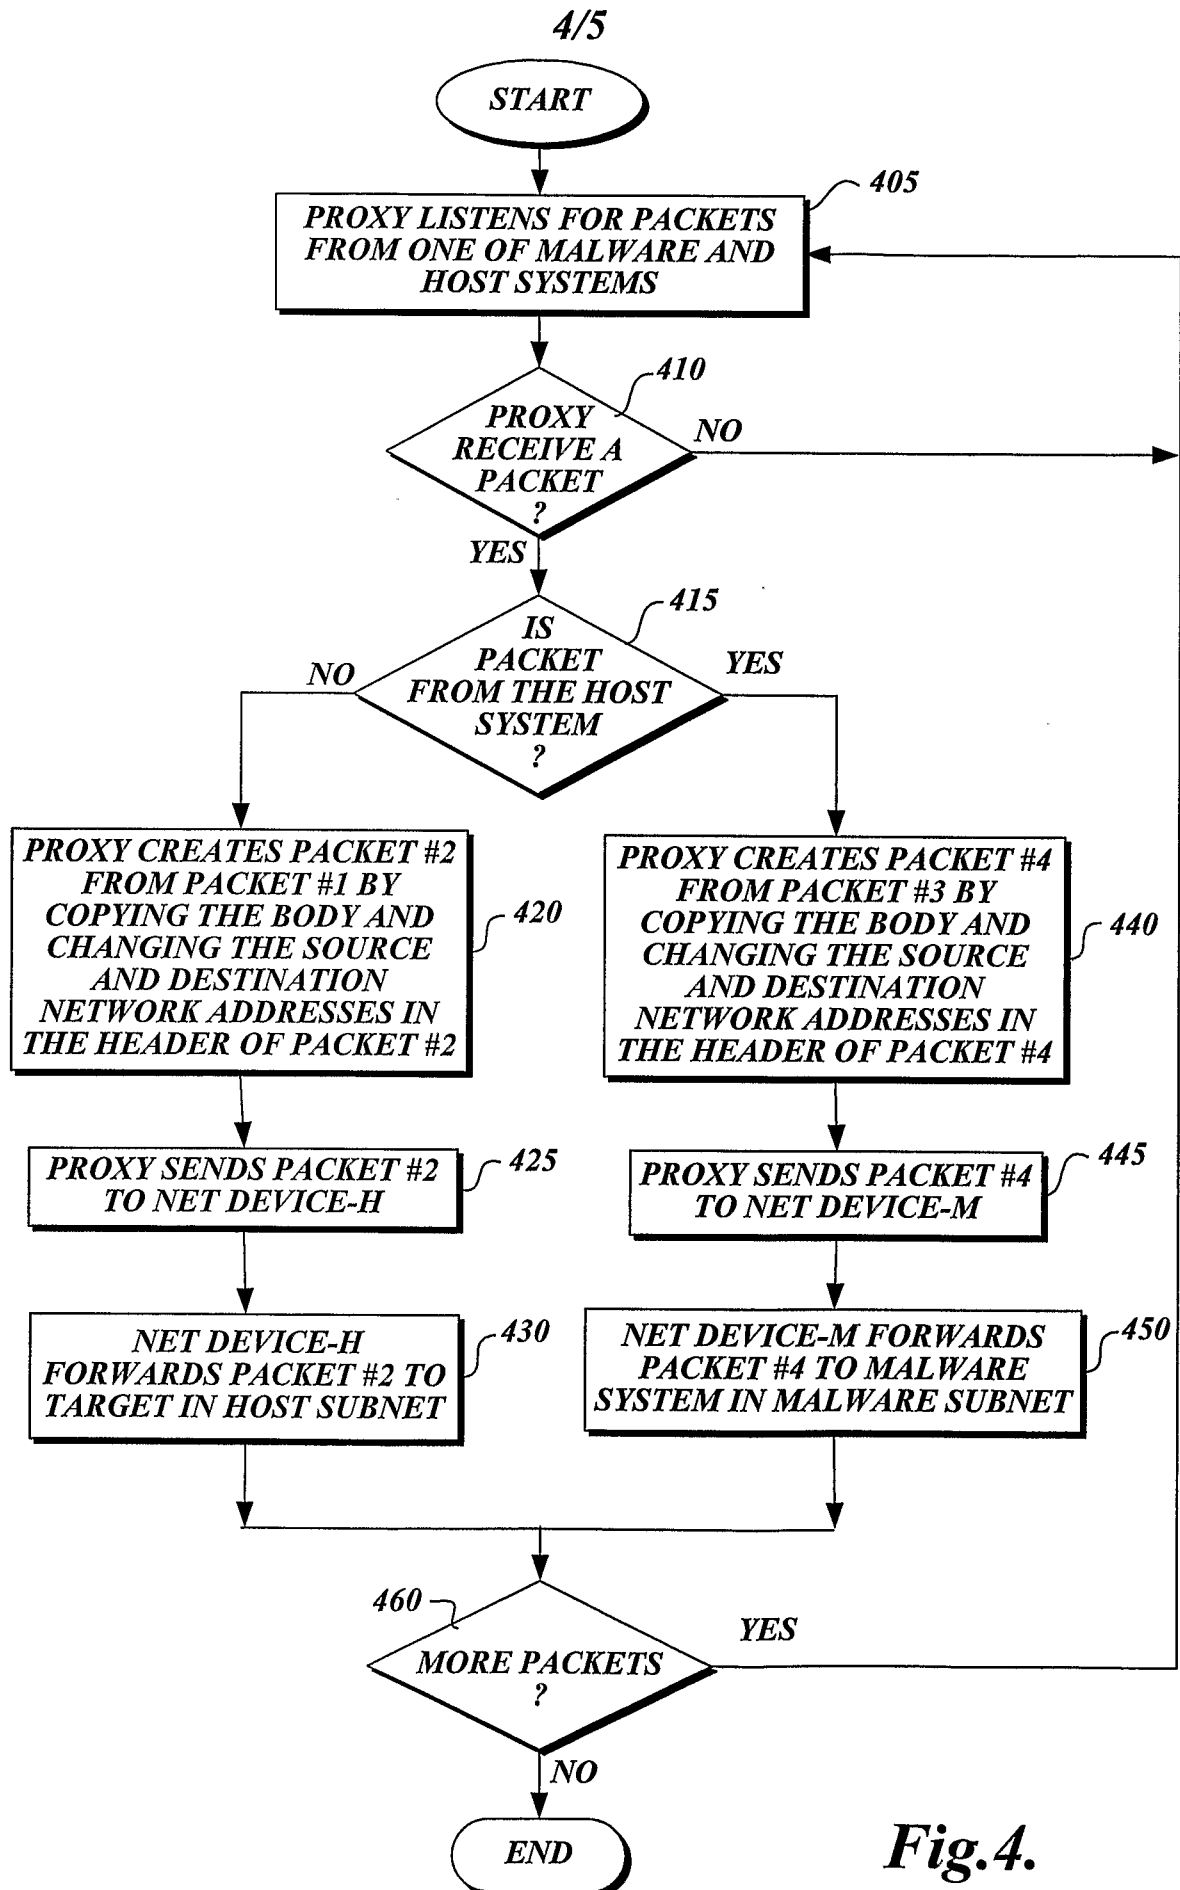 4/5
START
405
PROXY LISTENS FOR PACKETS
FROM ONE OF MALWARE AND
HOST SYSTEMS
410
PROXY
RECEIVE A
PACKET
?
NO
YES
415
IS
PACKET
FROM THE HOST
SYSTEM
?
NO
YES
PROXY CREATES PACKET #2
FROM PACKET #1 BY
COPYING THE BODY AND
CHANGING THE SOURCE
AND DESTINATION
NETWORK ADDRESSES IN
THE HEADER OF PACKET #2
420
PROXY CREATES PACKET #4
FROM PACKET #3 BY
COPYING THE BODY AND
CHANGING THE SOURCE
AND DESTINATION
NETWORK ADDRESSES IN
THE HEADER OF PACKET #4
440
PROXY SENDS PACKET #2
TO NET DEVICE-H
425
PROXY SENDS PACKET #4
TO NET DEVICE-M
445
NET DEVICE-H
FORWARDS PACKET #2 TO
TARGET IN HOST SUBNET
430
NET DEVICE-M FORWARDS
PACKET #4 TO MALWARE
SYSTEM IN MALWARE SUBNET
450
460
MORE PACKETS
?
YES
NO
END
Fig.4.